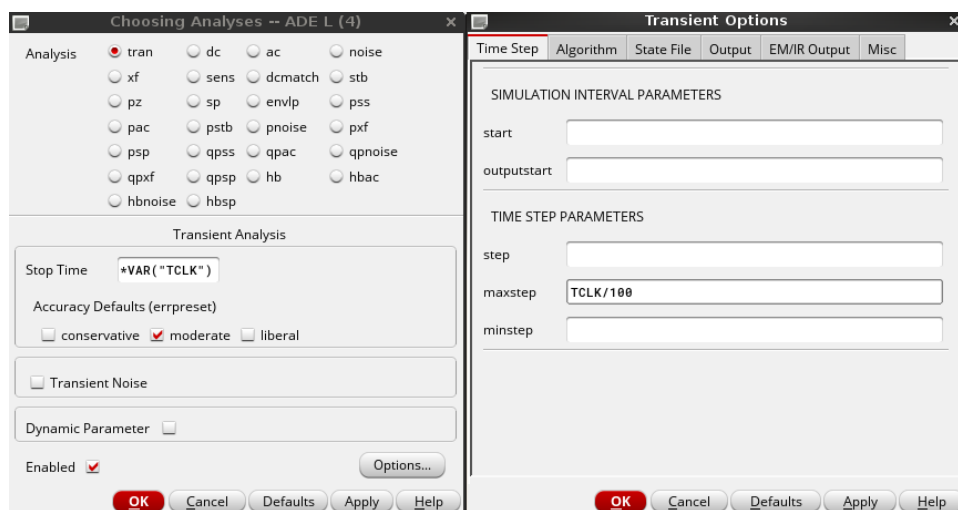 Choosing Analyses -- ADE L (4)
Analysis tran dc ac noise
xf sens dcmatch stb
pz sp envlp pss
pac pstb pnoise pxf
psp qpss qpac qpnoise
qpxf qpsp hb hbac
hbnoise hbsp
Transient Analysis
Stop Time *VAR("TCLK")
Accuracy Defaults (errpreset)
conservative moderate liberal
Transient Noise
Dynamic Parameter
Enabled Options...
OK Cancel Defaults Apply Help
Transient Options
Time Step Algorithm State File Output EM/IR Output Misc
SIMULATION INTERVAL PARAMETERS
start
outputstart
TIME STEP PARAMETERS
step
maxstep TCLK/100
minstep
OK Cancel Defaults Apply Help